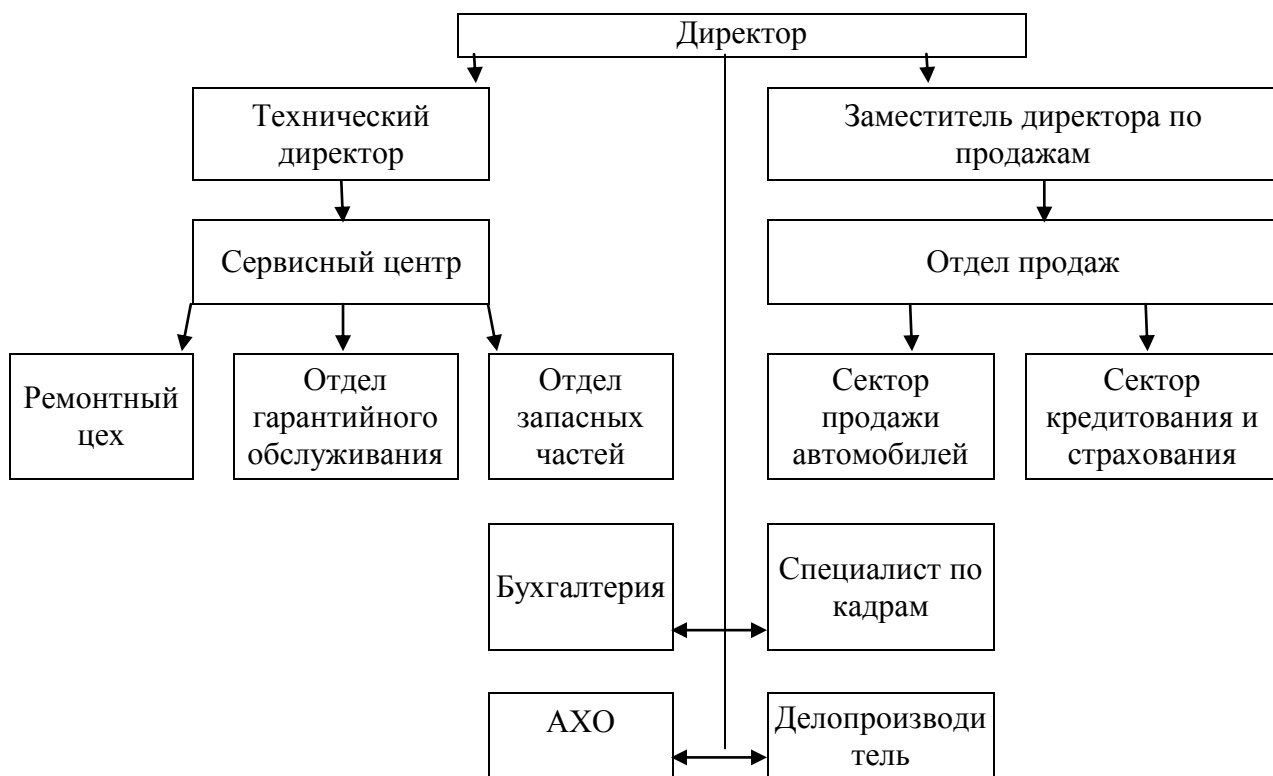 Директор
Технический
директор
Заместитель директора по
продажам
Сервисный центр
Отдел продаж
Ремонтный
цех
Отдел
гарантийного
обслуживания
Отдел
запасных
частей
Сектор
продажи
автомобилей
Сектор
кредитования и
страхования
Бухгалтерия
Специалист по
кадрам
АХО
Делопроизводи
тель